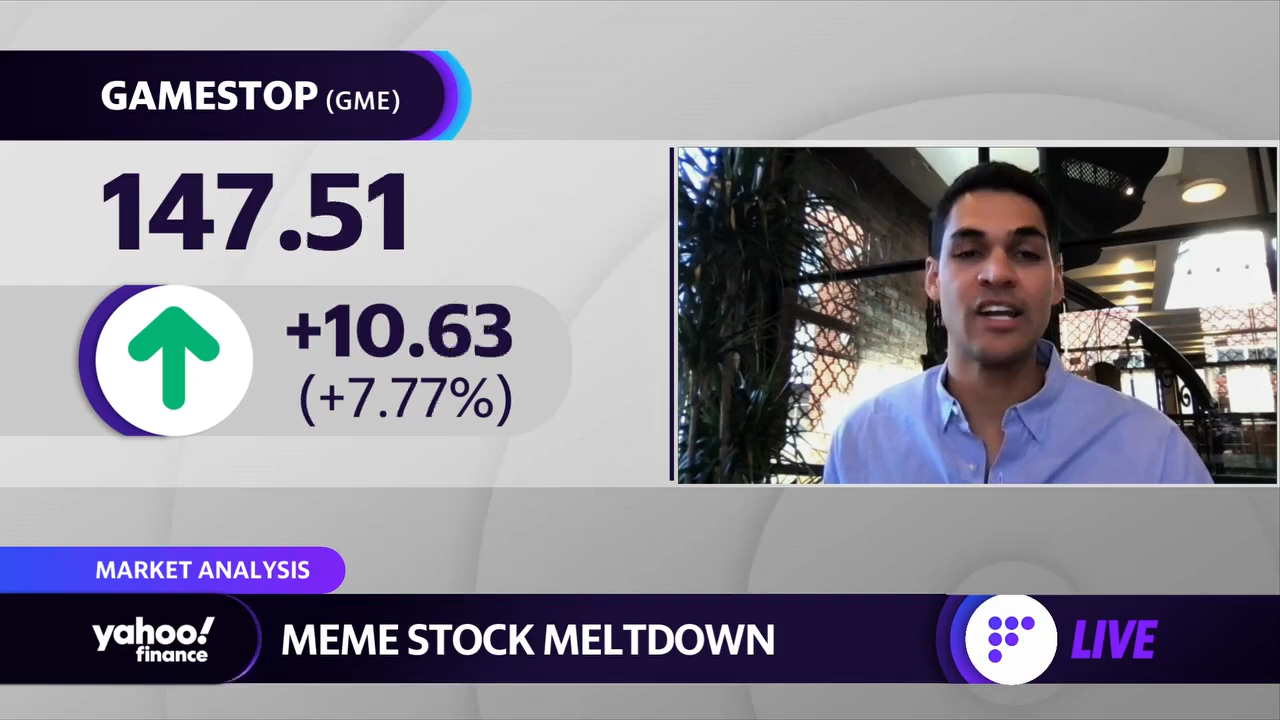 GAMESTOP (GME)
147.51
+10.63
(+7.77%)
MARKET ANALYSIS
yahoo!
finance
MEME STOCK MELTDOWN
LIVE